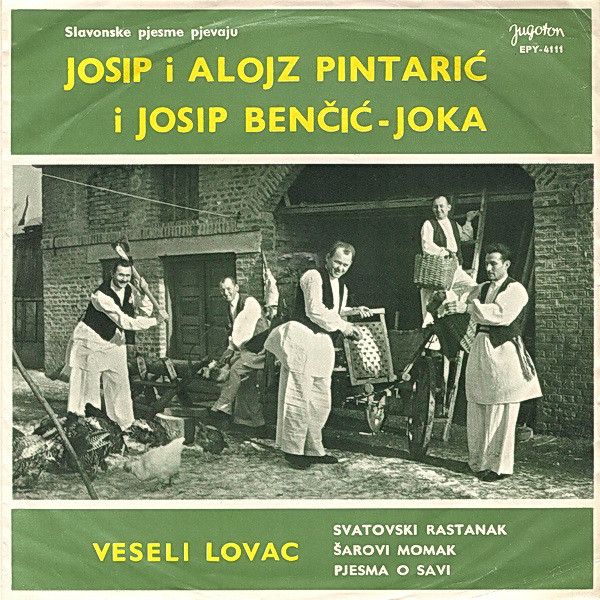 Slavonske pjesme pjevaju
Jugoton
EPY-4111
JOSIP i ALOJZ PINTARIĆ
i JOSIP BENČIĆ-JOKA
VESELI LOVAC
SVATOVSKI RASTANAK
ŠAROVI MOMAK
PJESMA O SAVI